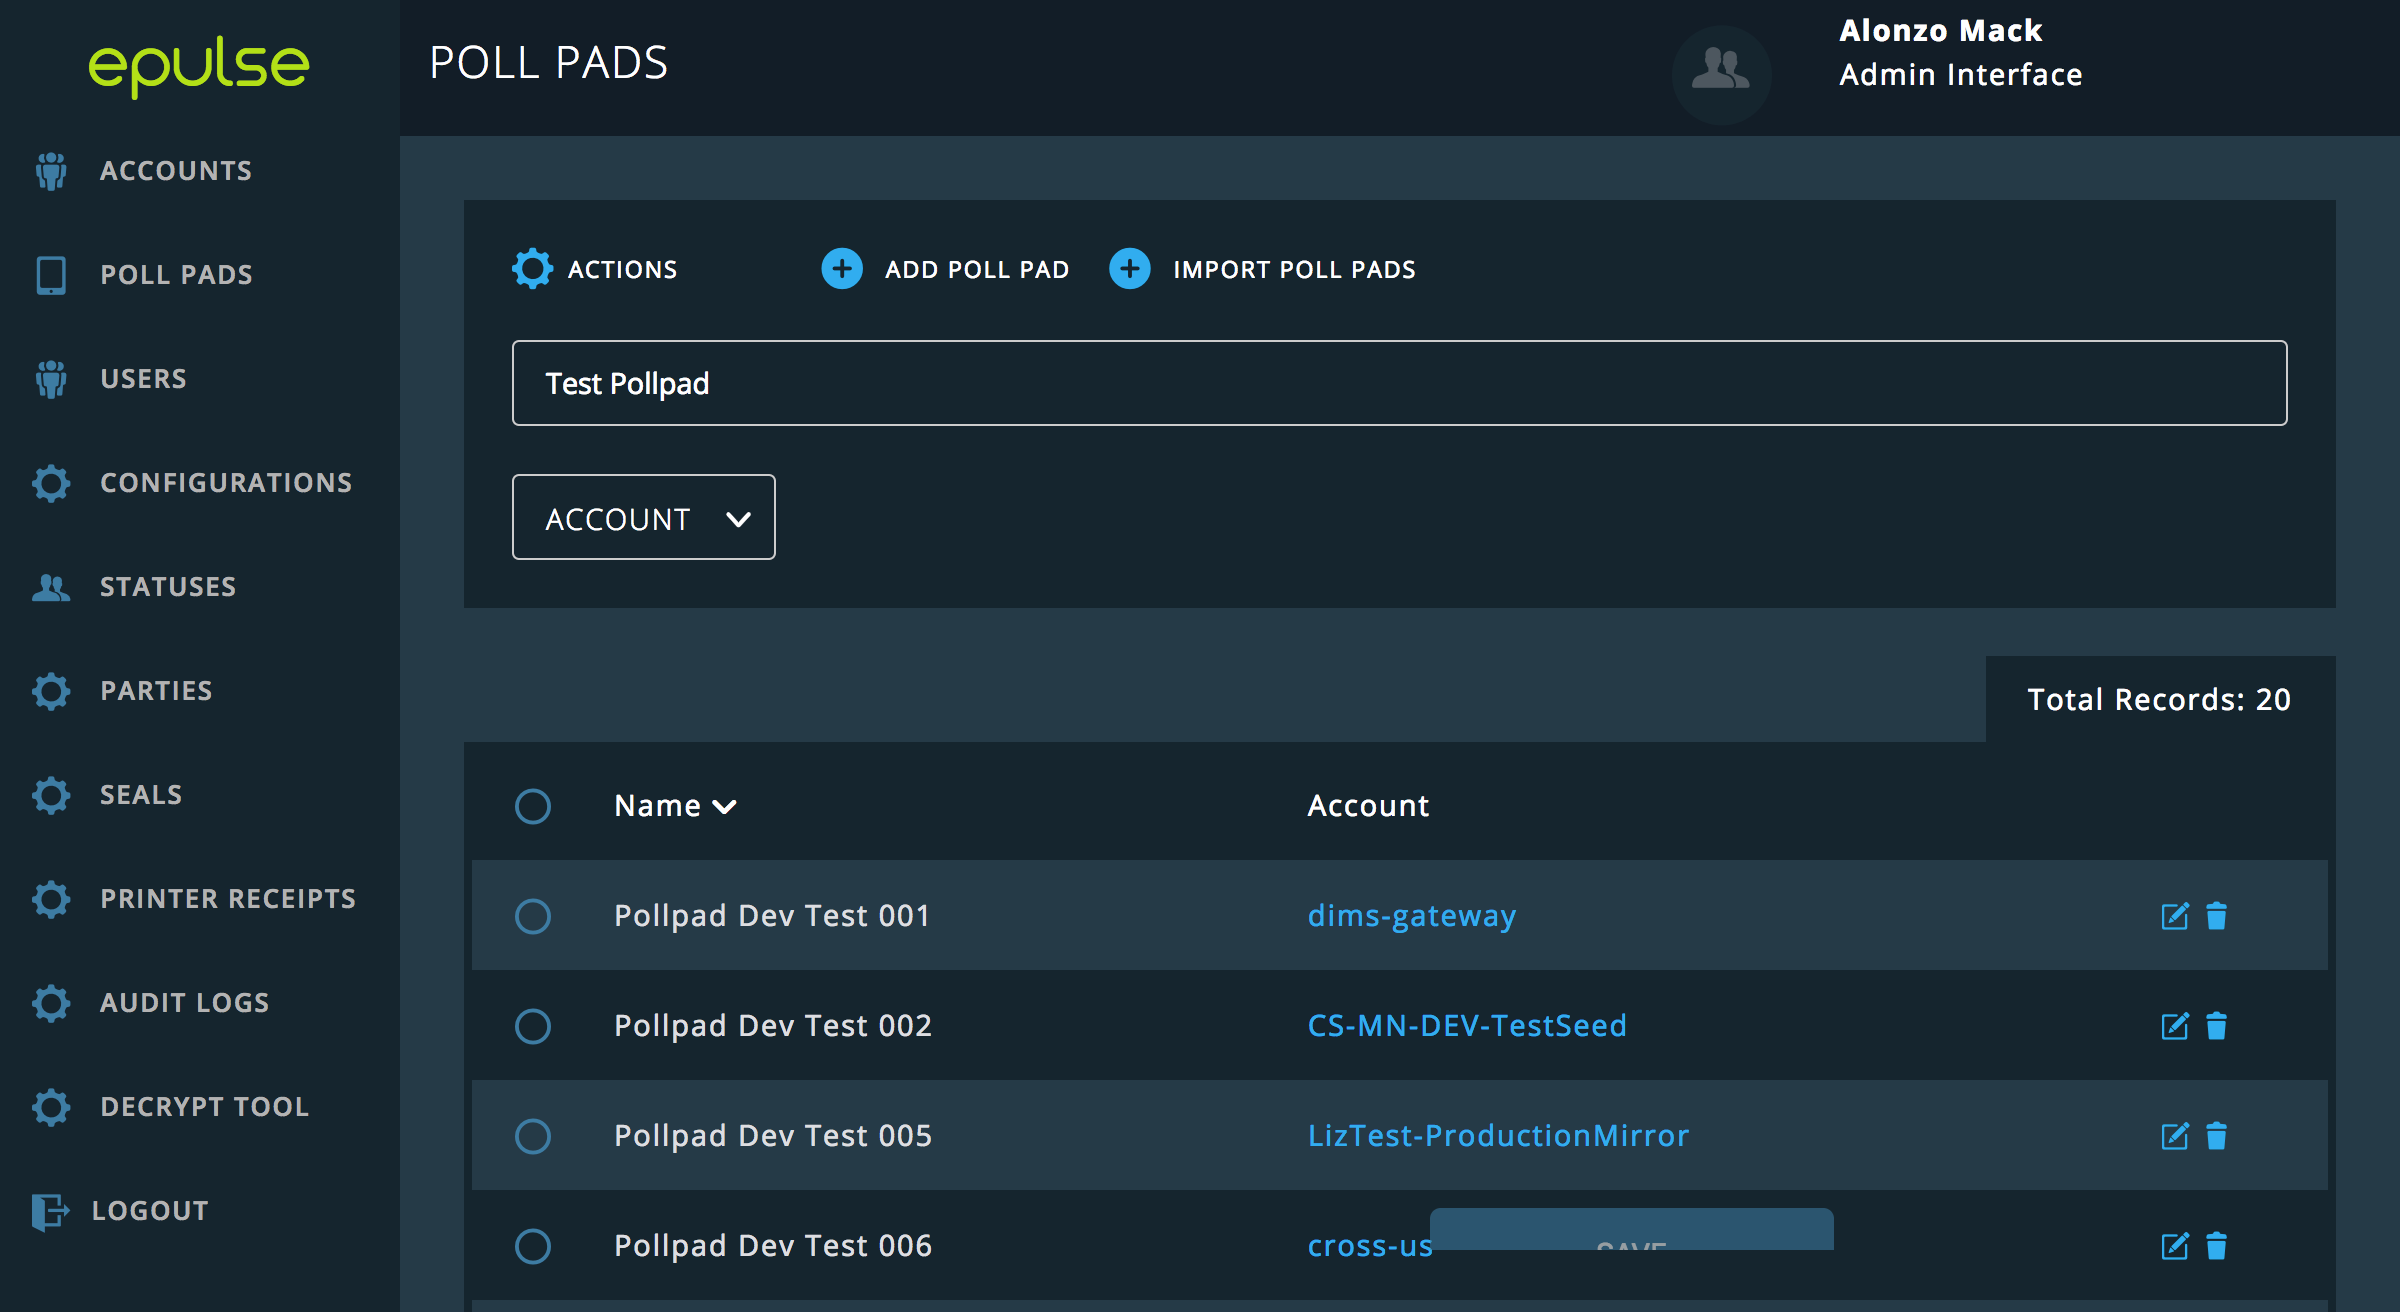 epulse
POLL PADS
Alonzo Mack
Admin Interface
ACCOUNTS
POLL PADS
USERS
CONFIGURATIONS
STATUSES
PARTIES
SEALS
PRINTER RECEIPTS
AUDIT LOGS
DECRYPT TOOL
LOGOUT
ACTIONS ADD POLL PAD IMPORT POLL PADS
Test Pollpad
ACCOUNT
Total Records: 20
Name Account
Pollpad Dev Test 001 dims-gateway
Pollpad Dev Test 002 CS-MN-DEV-TestSeed
Pollpad Dev Test 005 LizTest-ProductionMirror
Pollpad Dev Test 006 cross-us
SAVE